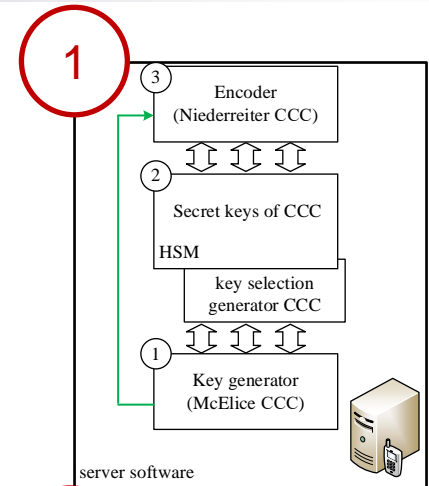 1
3
Encoder
(Niederreiter CCC)
2
Secret keys of CCC
HSM
key selection
generator CCC
1
Key generator
(McElice CCC)
server software